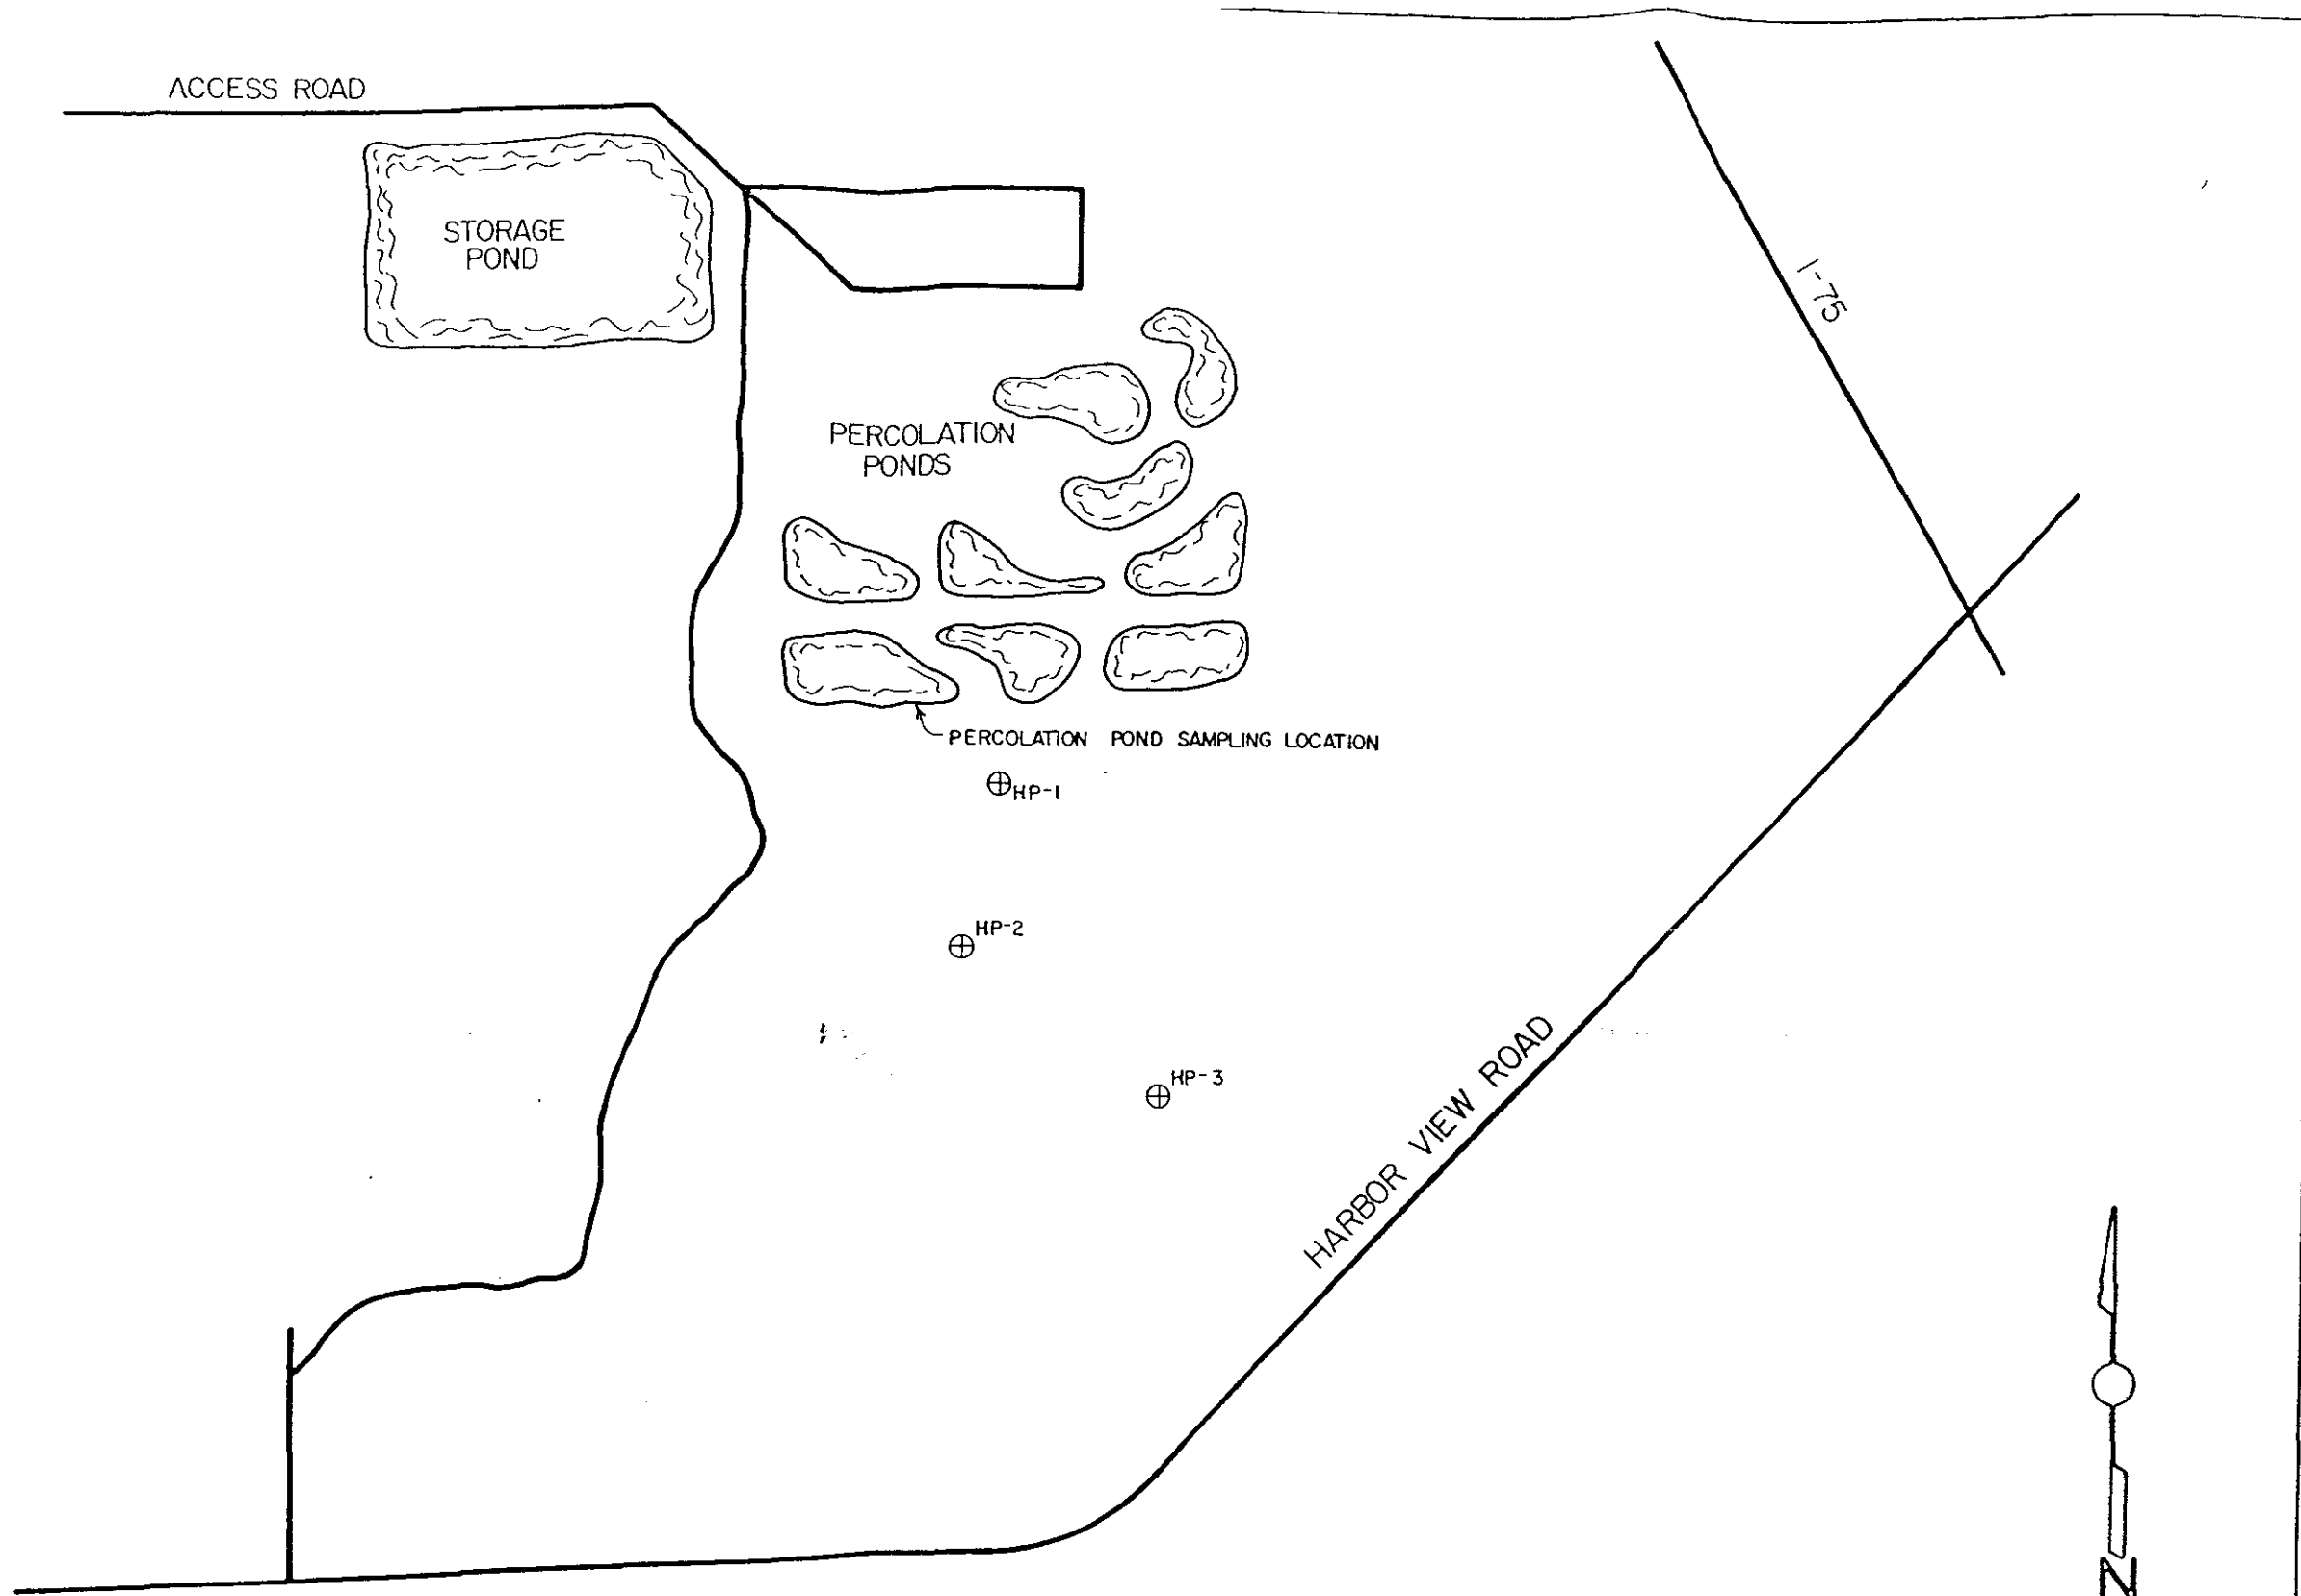 ACCESS ROAD
STORAGE
POND
I-75
PERCOLATION
PONDS
PERCOLATION POND SAMPLING LOCATION
HP-1
HP-2
HP-3
HARBOR VIEW ROAD
N